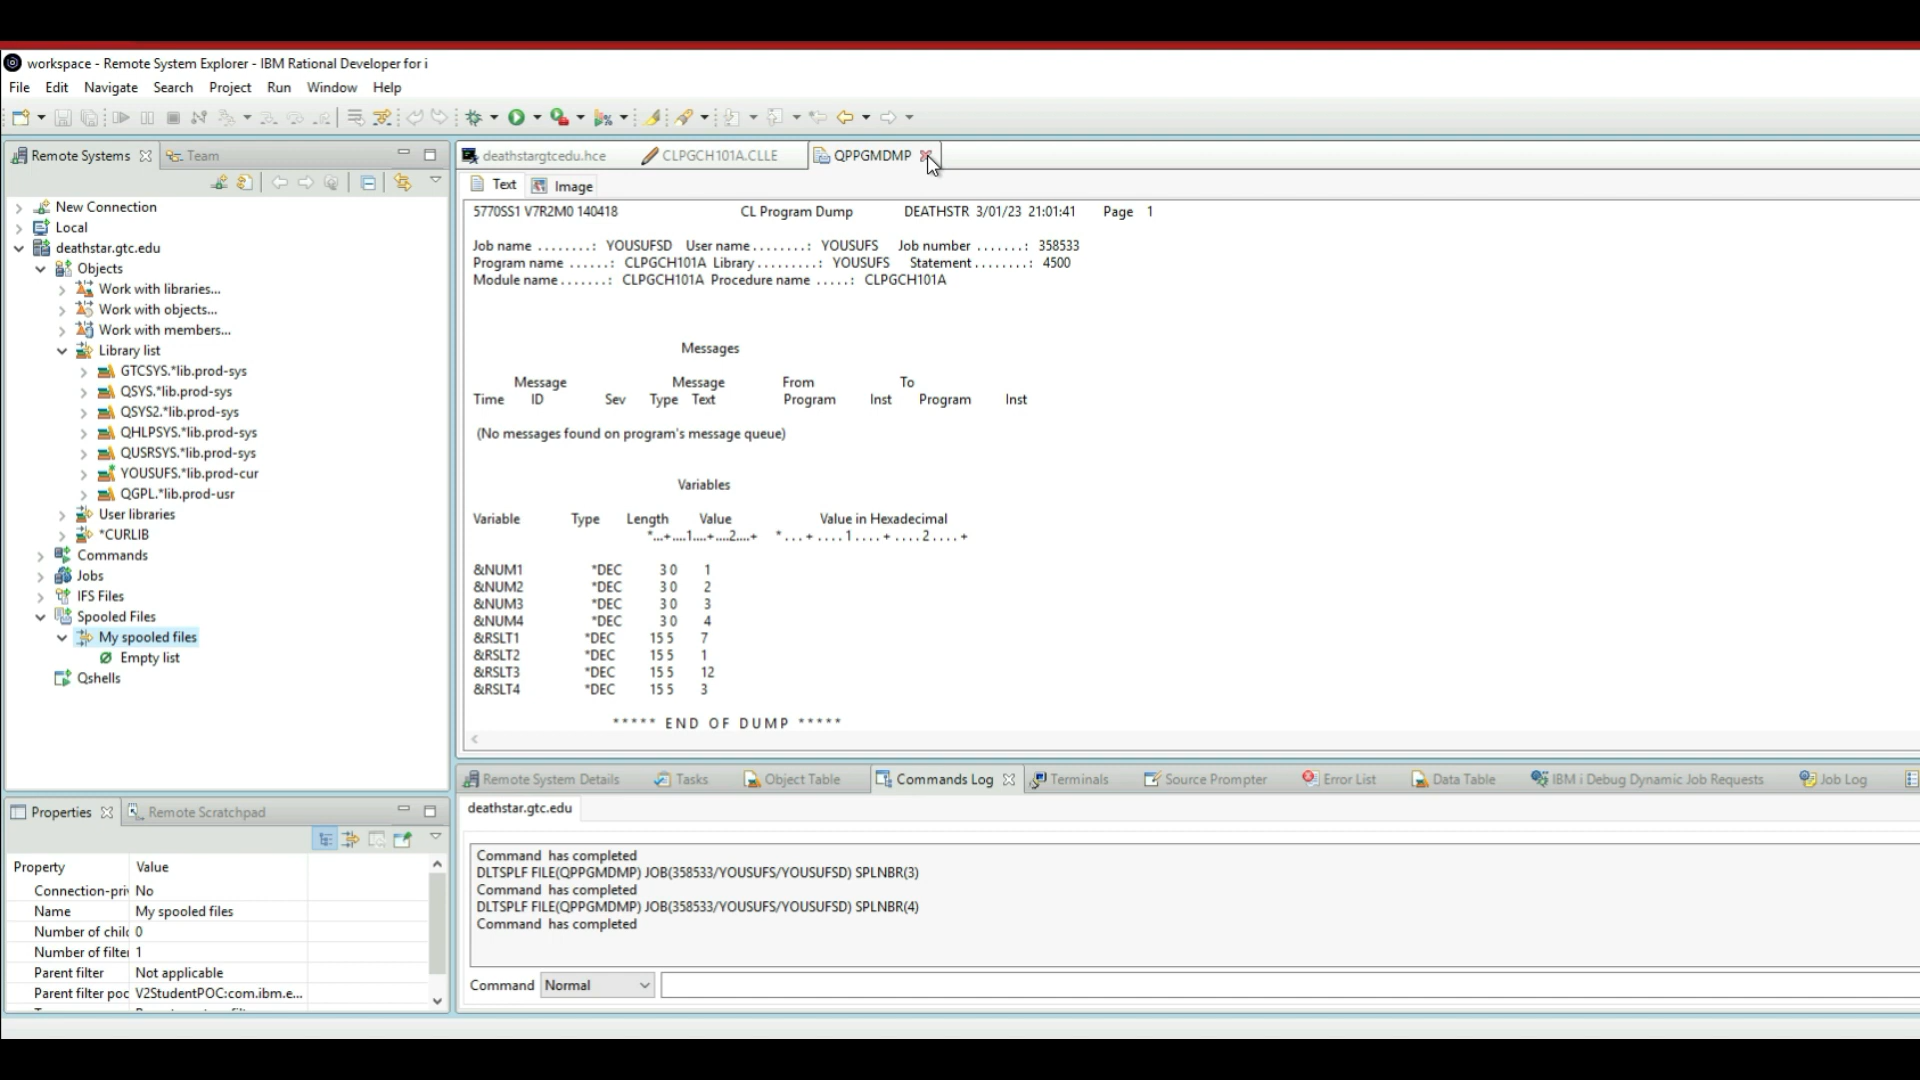 workspace - Remote System Explorer - IBM Rational Developer for i
File Edit Navigate Search Project Run Window Help
Remote Systems Team
New Connection
Local
deathstar.gtc.edu
Objects
Work with libraries...
Work with objects...
Work with members...
Library list
GTCSYS.*lib.prod-sys
QSYS.*lib.prod-sys
QSYS2.*lib.prod-sys
QHLPSYS.*lib.prod-sys
QUSRSYS.*lib.prod-sys
YOUSUFS.*lib.prod-cur
QGPL.*lib.prod-usr
User libraries
*CURLIB
Commands
Jobs
IFS Files
Spooled Files
My spooled files
Empty list
Qshells
Properties Remote Scratchpad
Property Value
Connection-pri No
Name My spooled files
Number of chil 0
Number of filte 1
Parent filter Not applicable
Parent filter poc V2StudentPOC:com.ibm.e...
deathstargtcedu.hce CLPGCH101A.CLLE QPPGMDMP
Text Image
5770SS1 V7R2M0 140418 CL Program Dump DEATHSTR 3/01/23 21:01:41 Page 1
Job name ........: YOUSUFSD User name........: YOUSUFS Job number .......: 358533
Program name ......: CLPGCH101A Library.........: YOUSUFS Statement........: 4500
Module name.......: CLPGCH101A Procedure name .....: CLPGCH101A
Messages
Message Message From To
Time ID Sev Type Text Program Inst Program Inst
(No messages found on program's message queue)
Variables
Variable Type Length Value Value in Hexadecimal
*...+....1....+....2....+ *...+....1....+....2....+
&NUM1 *DEC 3 0 1
&NUM2 *DEC 3 0 2
&NUM3 *DEC 3 0 3
&NUM4 *DEC 3 0 4
&RSLT1 *DEC 15 5 7
&RSLT2 *DEC 15 5 1
&RSLT3 *DEC 15 5 12
&RSLT4 *DEC 15 5 3
***** END OF DUMP *****
Remote System Details Tasks Object Table Commands Log Terminals Source Prompter Error List Data Table IBM i Debug Dynamic Job Requests Job Log
deathstar.gtc.edu
Command has completed
DLTSPLF FILE(QPPGMDMP) JOB(358533/YOUSUFS/YOUSUFSD) SPLNBR(3)
Command has completed
DLTSPLF FILE(QPPGMDMP) JOB(358533/YOUSUFS/YOUSUFSD) SPLNBR(4)
Command has completed
Command Normal